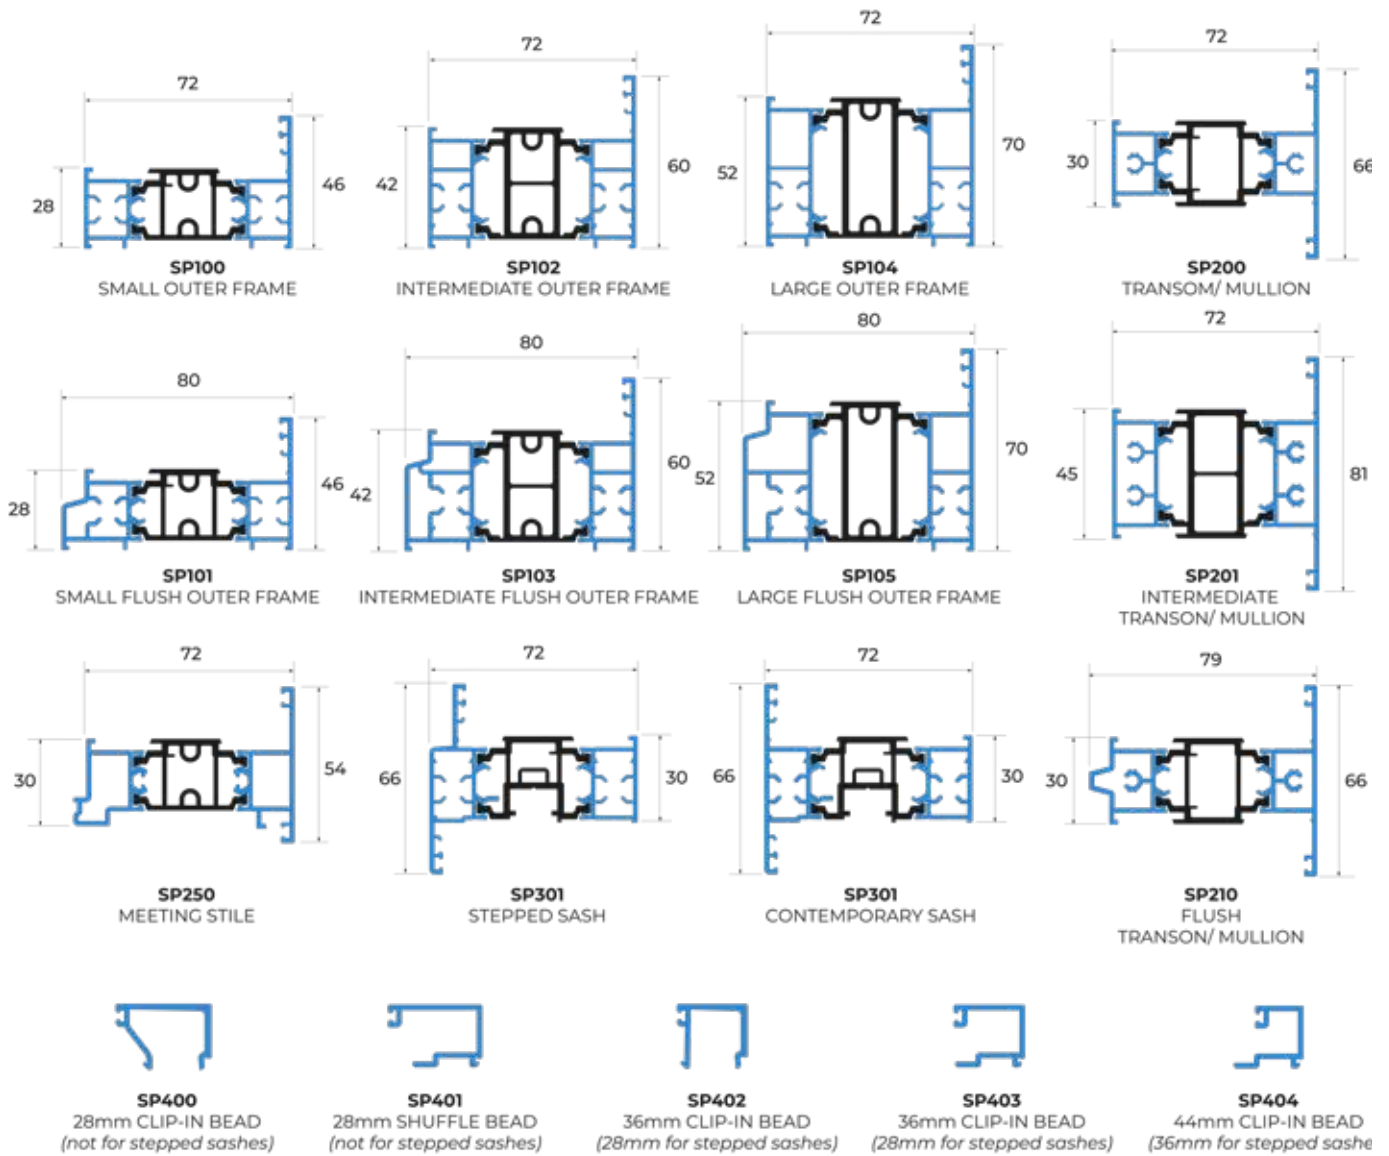 72
28
46
SP100
SMALL OUTER FRAME
72
42
60
SP102
INTERMEDIATE OUTER FRAME
72
52
70
SP104
LARGE OUTER FRAME
72
30
66
SP200
TRANSOM/ MULLION
80
28
46
SP101
SMALL FLUSH OUTER FRAME
80
42
60
SP103
INTERMEDIATE FLUSH OUTER FRAME
80
52
70
SP105
LARGE FLUSH OUTER FRAME
72
45
81
SP201
INTERMEDIATE
TRANSON/ MULLION
72
30
54
SP250
MEETING STILE
72
66
30
SP301
STEPPED SASH
72
66
30
SP301
CONTEMPORARY SASH
79
30
66
SP210
FLUSH
TRANSON/ MULLION
SP400
28mm CLIP-IN BEAD
(not for stepped sashes)
SP401
28mm SHUFFLE BEAD
(not for stepped sashes)
SP402
36mm CLIP-IN BEAD
(28mm for stepped sashes)
SP403
36mm CLIP-IN BEAD
(28mm for stepped sashes)
SP404
44mm CLIP-IN BEAD
(36mm for stepped sashe